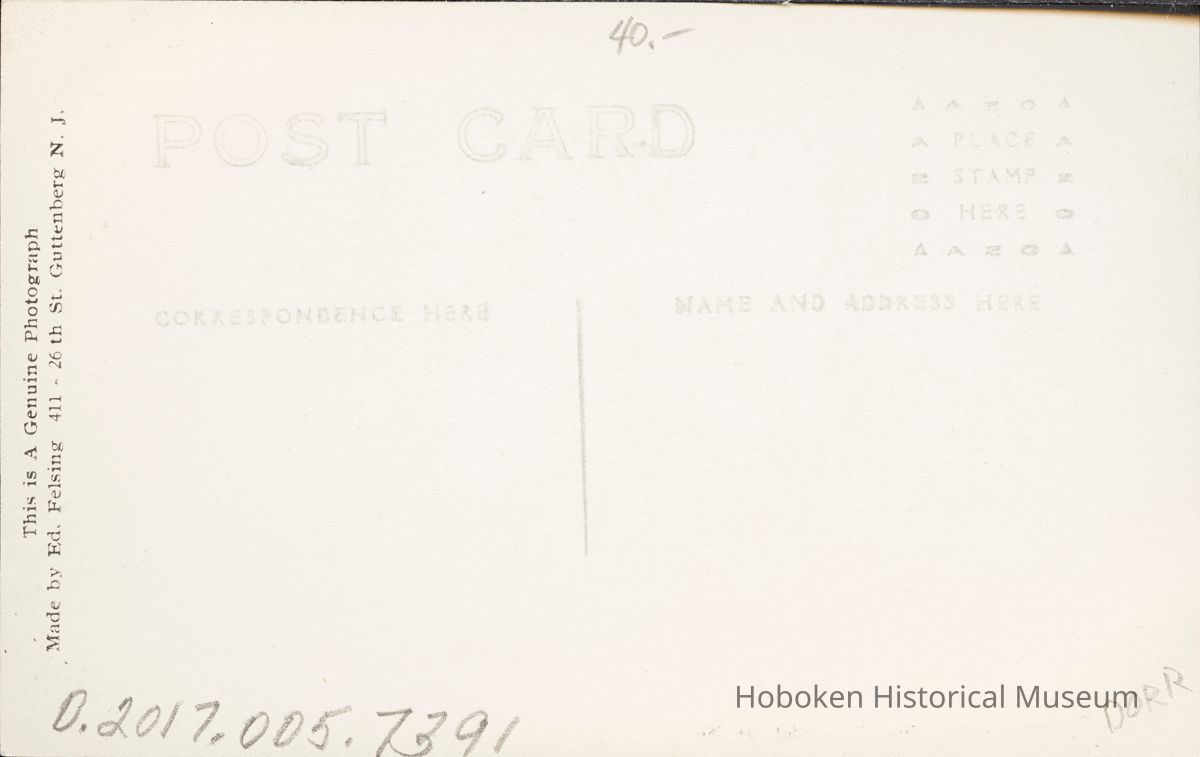 40.-
POST CARD
A A Z O A
A PLACE A
Z STAMP Z
O HERE O
A A Z O A
CORRESPONDENCE HERE
NAME AND ADDRESS HERE
This is A Genuine Photograph
Made by Ed. Felsing 411 - 26 th St. Guttenberg N. J.
Hoboken Historical Museum
DORR
0.2017.005.7391